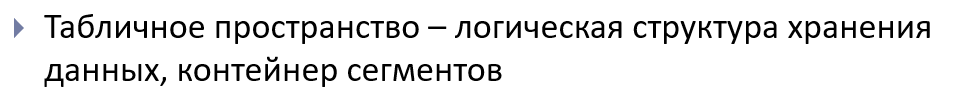 Табличное пространство – логическая структура хранения
данных, контейнер сегментов